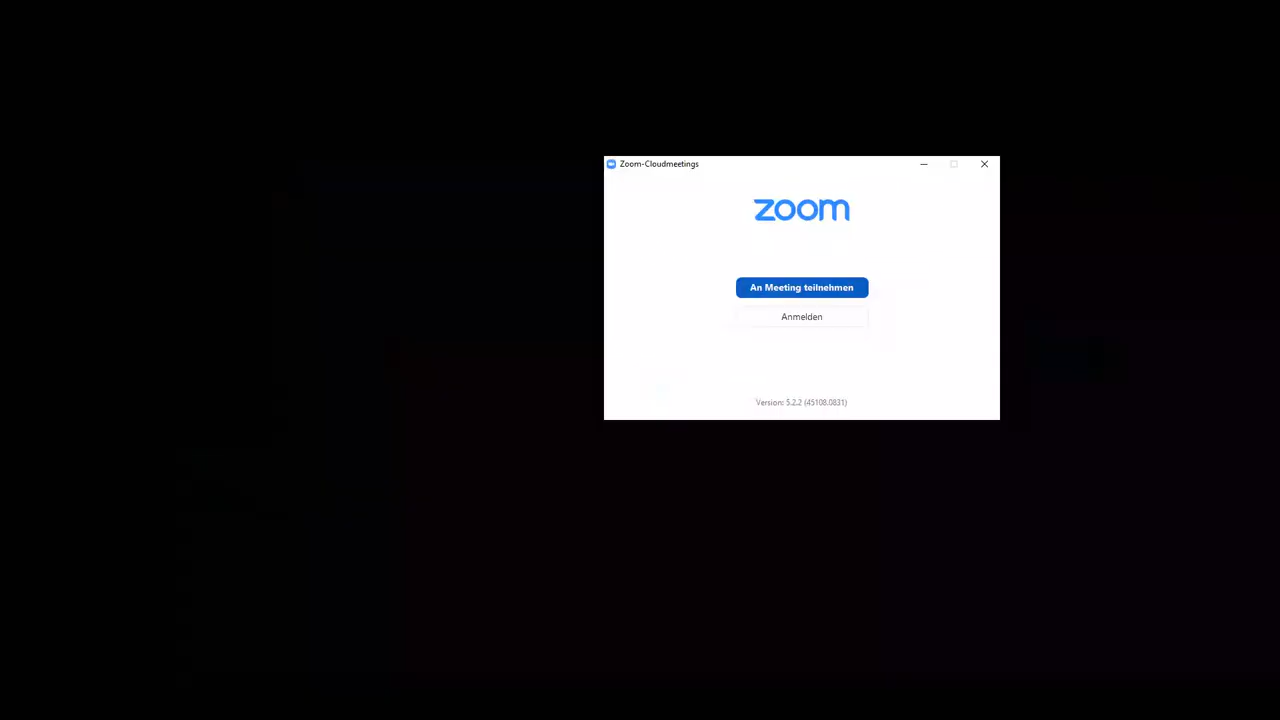 Zoom-Cloudmeetings
zoom
An Meeting teilnehmen
Anmelden
Version: 5.2.2 (45108.0831)